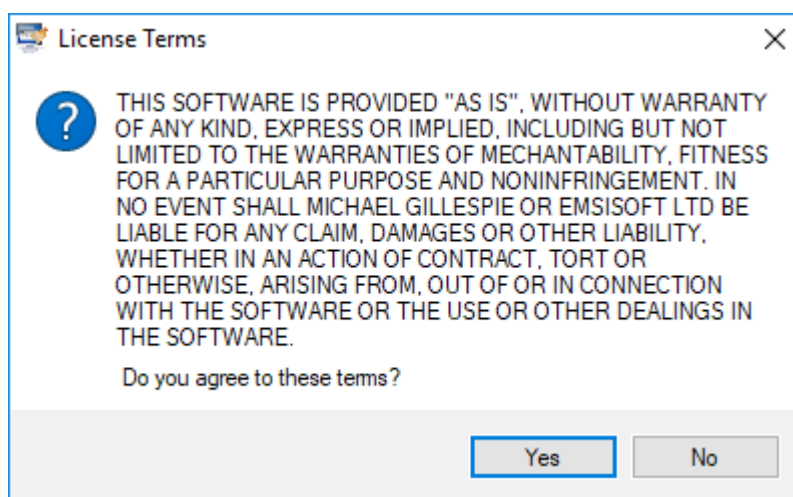 License Terms
THIS SOFTWARE IS PROVIDED "AS IS", WITHOUT WARRANTY
OF ANY KIND, EXPRESS OR IMPLIED, INCLUDING BUT NOT
LIMITED TO THE WARRANTIES OF MECHANTABILITY, FITNESS
FOR A PARTICULAR PURPOSE AND NONINFRINGEMENT. IN
NO EVENT SHALL MICHAEL GILLESPIE OR EMSISOFT LTD BE
LIABLE FOR ANY CLAIM, DAMAGES OR OTHER LIABILITY,
WHETHER IN AN ACTION OF CONTRACT, TORT OR
OTHERWISE, ARISING FROM, OUT OF OR IN CONNECTION
WITH THE SOFTWARE OR THE USE OR OTHER DEALINGS IN
THE SOFTWARE.
Do you agree to these terms?
Yes No